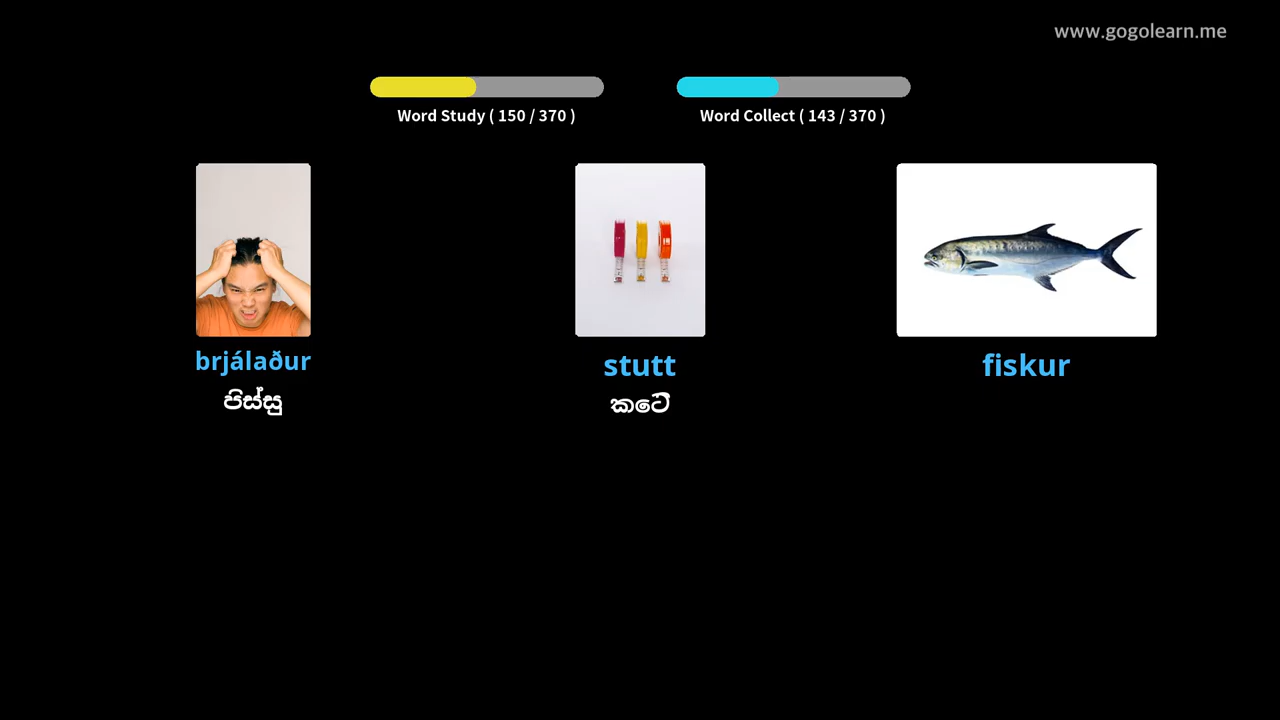 www.gogolearn.me
Word Study ( 150 / 370 )
Word Collect ( 143 / 370 )
brjálaður
stutt
fiskur
පිස්සු
කෙටි